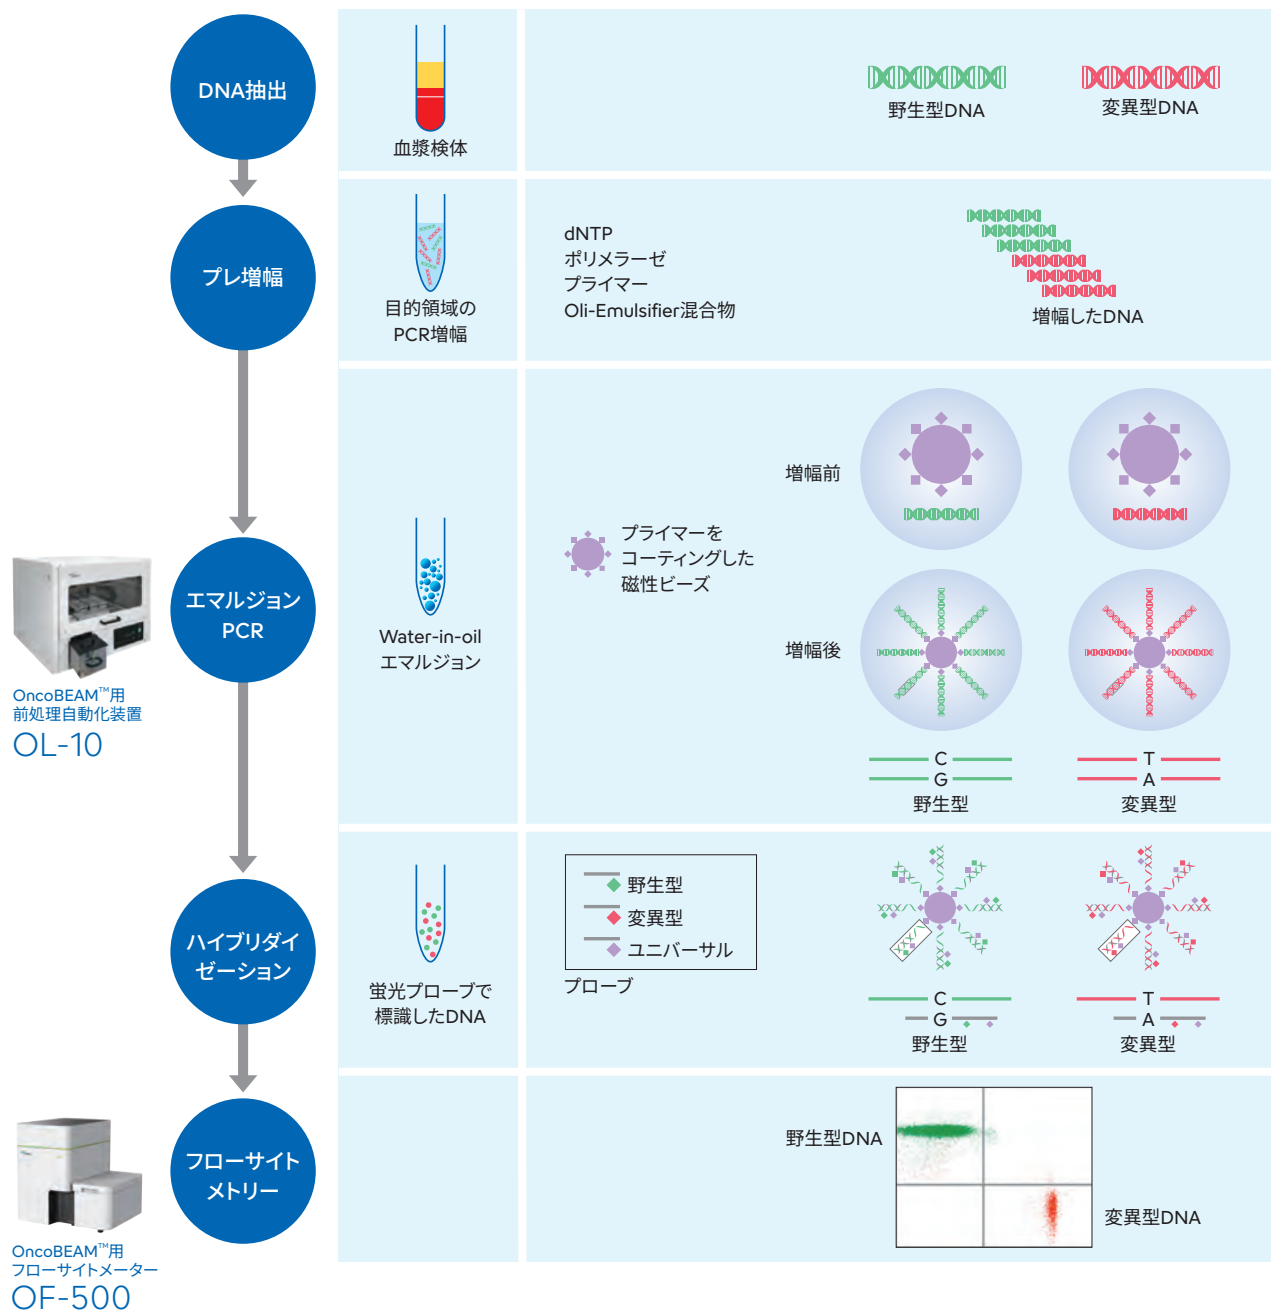 DNA抽出
血漿検体
野生型DNA
変異型DNA
プレ増幅
目的領域の
PCR増幅
dNTP
ポリメラーゼ
プライマー
Oli-Emulsifier混合物
増幅したDNA
エマルジョン
PCR
OncoBEAM™用
前処理自動化装置
OL-10
Water-in-oil
エマルジョン
プライマーを
コーティングした
磁性ビーズ
増幅前
増幅後
C
G
野生型
T
A
変異型
ハイブリダイ
ゼーション
蛍光プローブで
標識したDNA
野生型
変異型
ユニバーサル
プローブ
C
G
野生型
T
A
変異型
フローサイト
メトリー
OncoBEAM™用
フローサイトメーター
OF-500
野生型DNA
変異型DNA